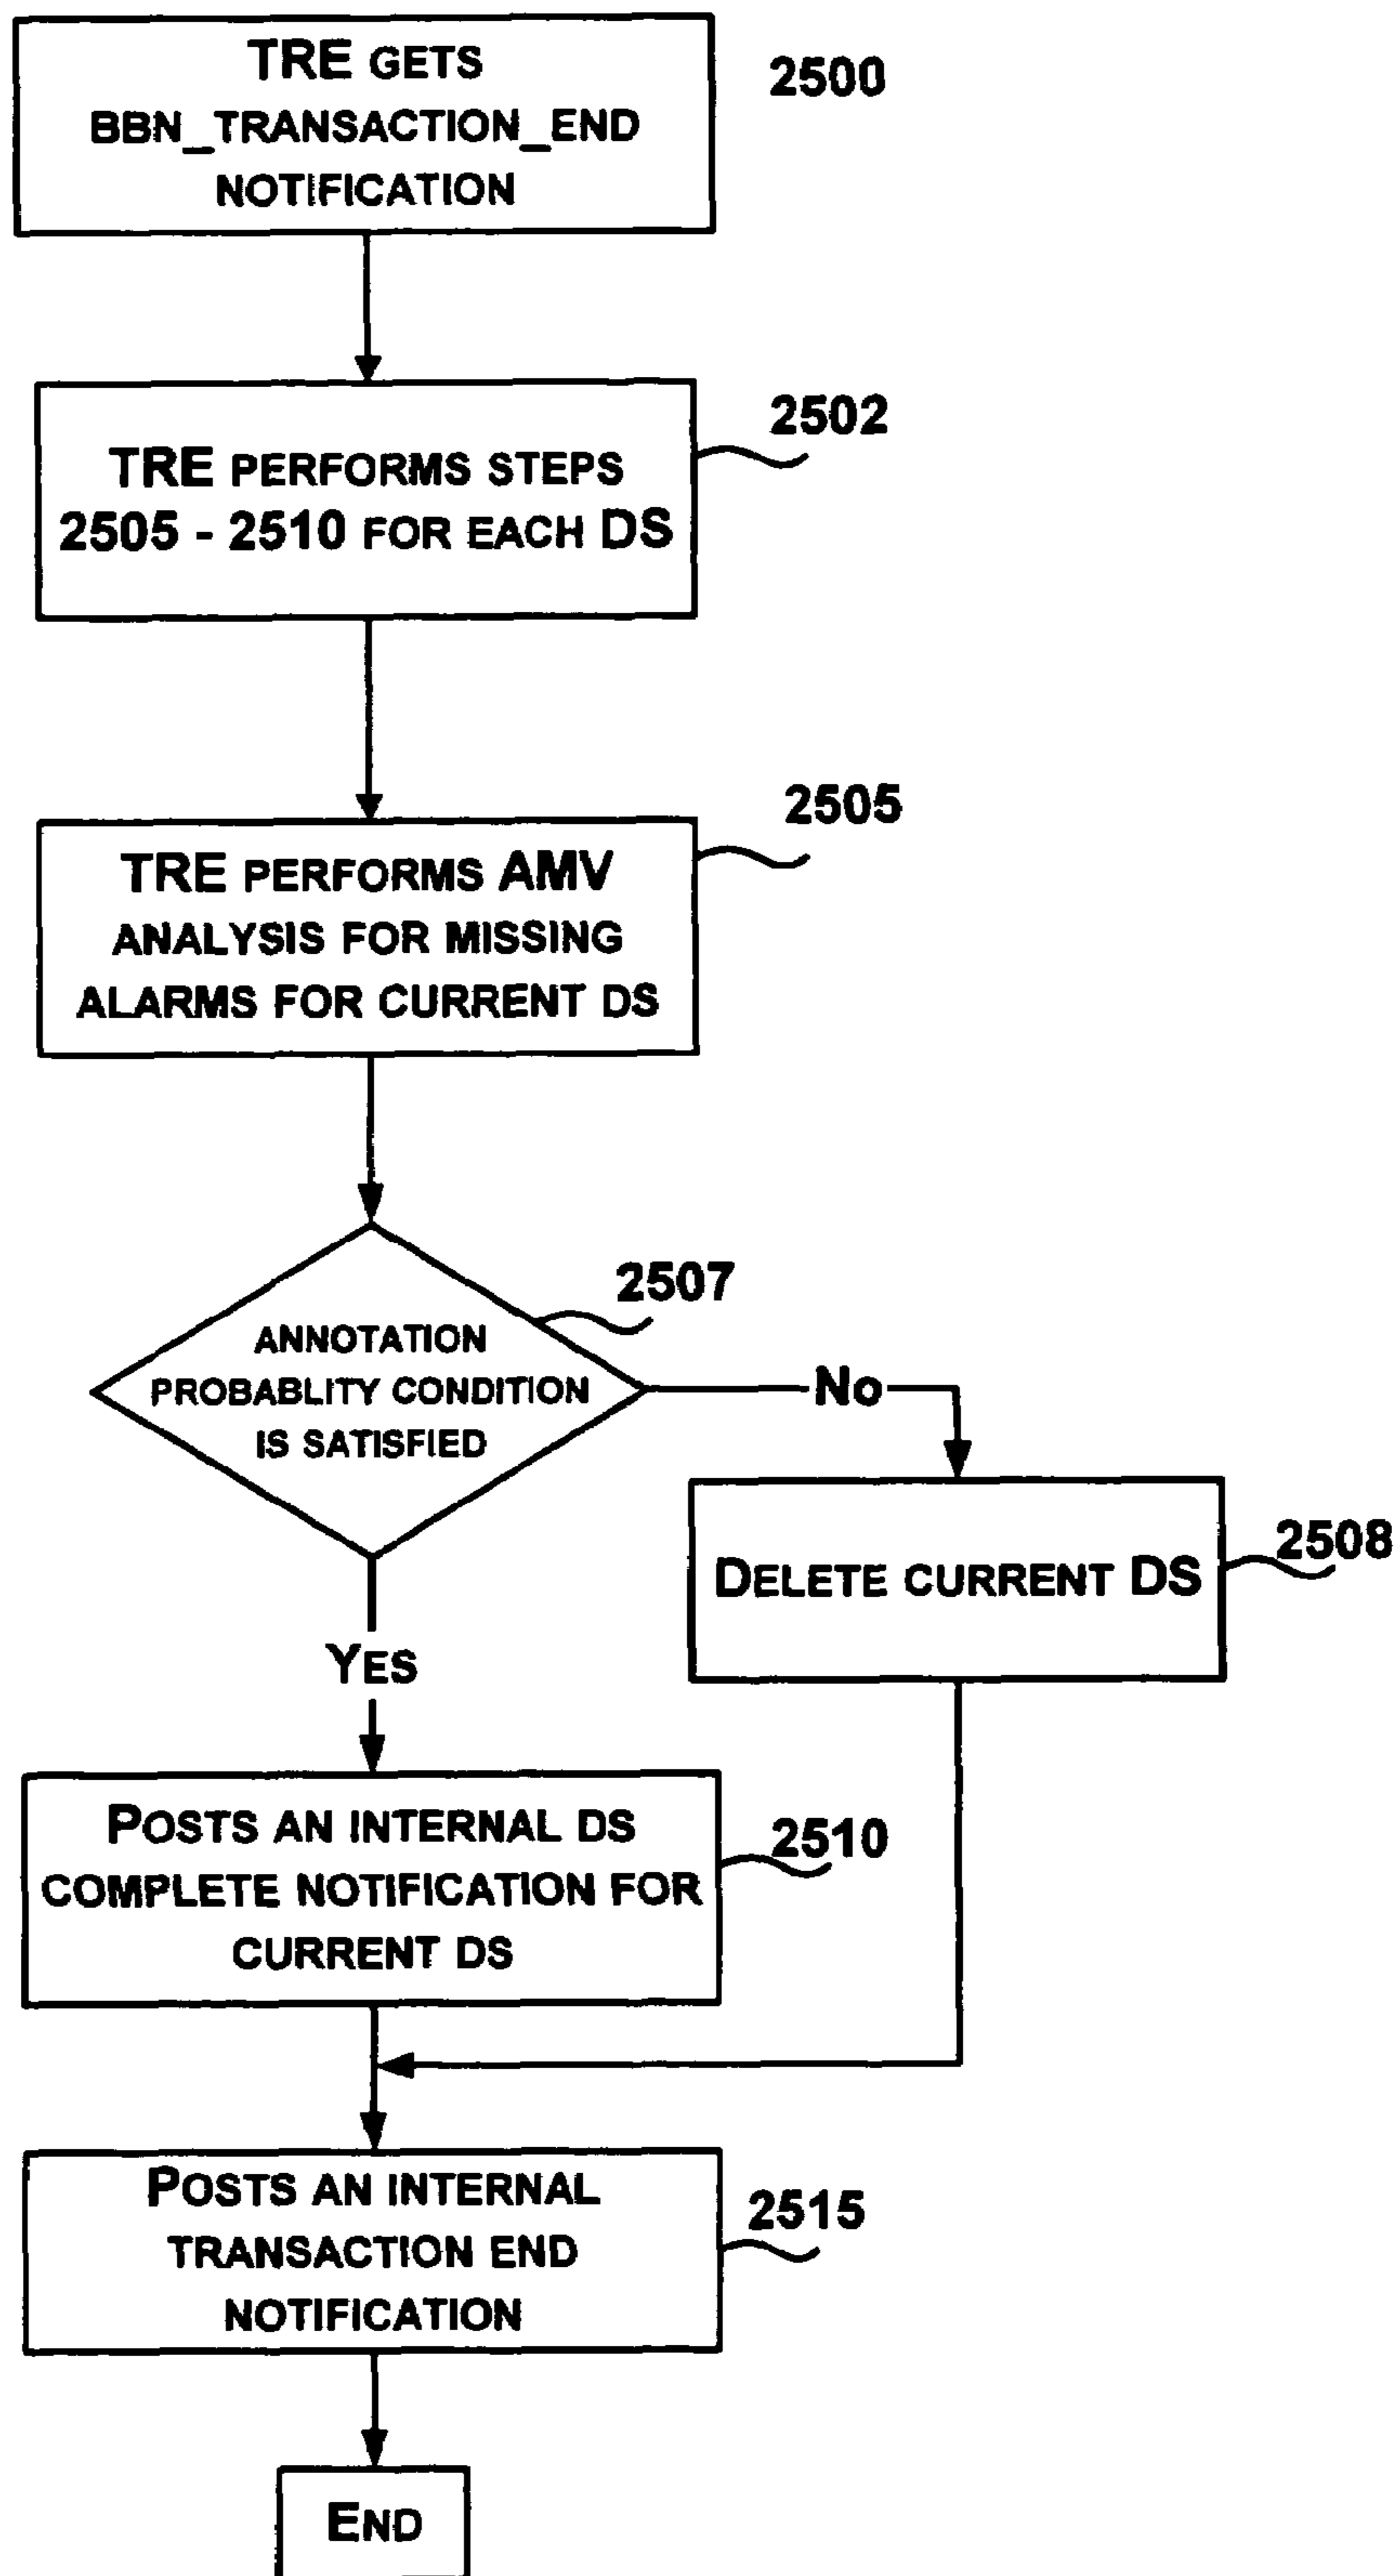 TRE GETS
BBN_TRANSACTION_END
NOTIFICATION
2500
TRE PERFORMS STEPS
2505 - 2510 FOR EACH DS
2502
TRE PERFORMS AMV
ANALYSIS FOR MISSING
ALARMS FOR CURRENT DS
2505
ANNOTATION
PROBABLITY CONDITION
IS SATISFIED
2507
NO
DELETE CURRENT DS
2508
YES
POSTS AN INTERNAL DS
COMPLETE NOTIFICATION FOR
CURRENT DS
2510
POSTS AN INTERNAL
TRANSACTION END
NOTIFICATION
2515
END